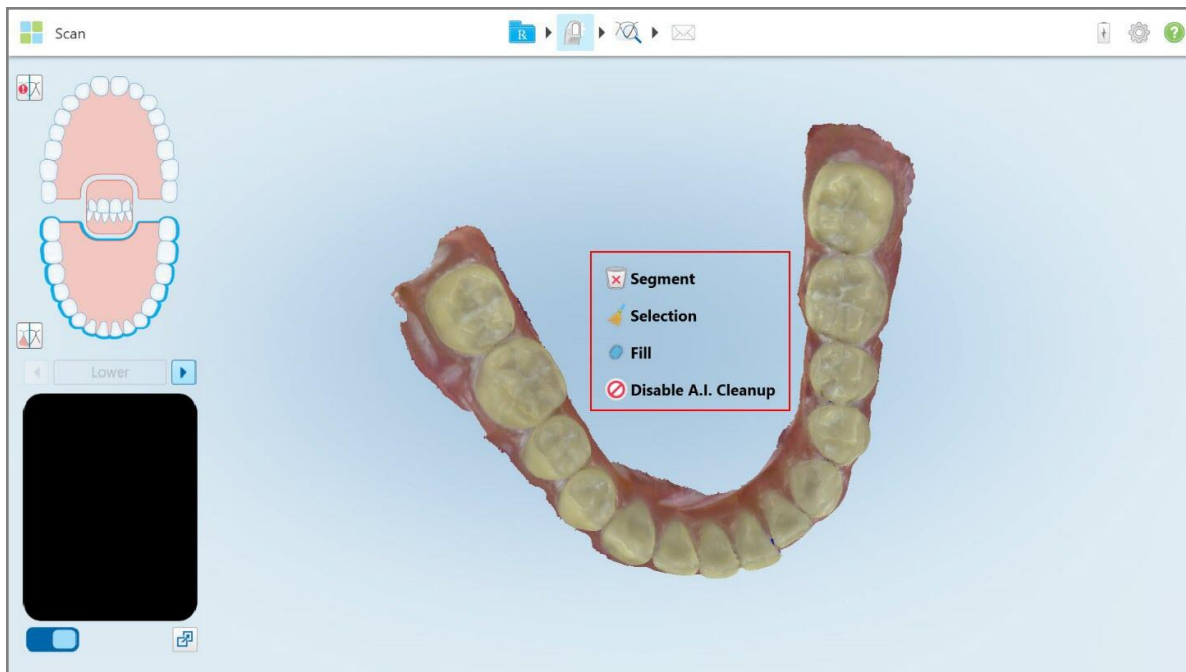 Scan
R
?
Lower
Segment
Selection
Fill
Disable A.I. Cleanup